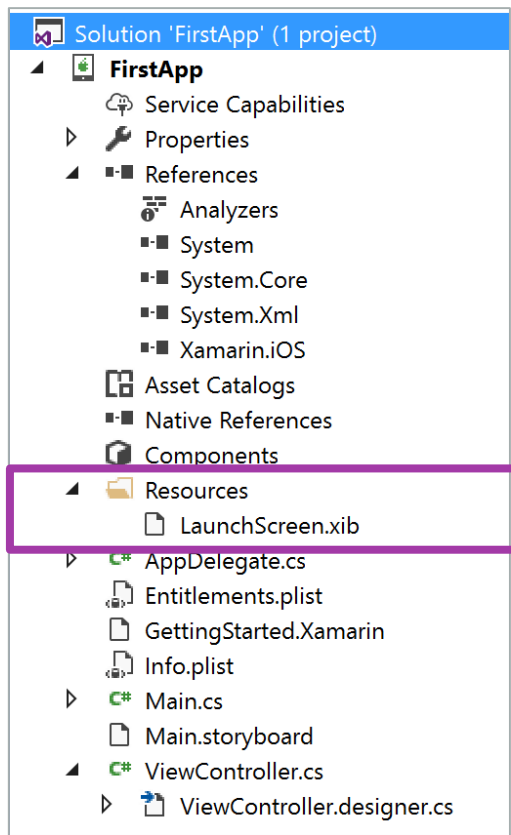 Solution 'FirstApp' (1 project)
FirstApp
Service Capabilities
Properties
References
Analyzers
System
System.Core
System.Xml
Xamarin.iOS
Asset Catalogs
Native References
Components
Resources
LaunchScreen.xib
C# AppDelegate.cs
Entitlements.plist
GettingStarted.Xamarin
Info.plist
C# Main.cs
Main.storyboard
C# ViewController.cs
ViewController.designer.cs